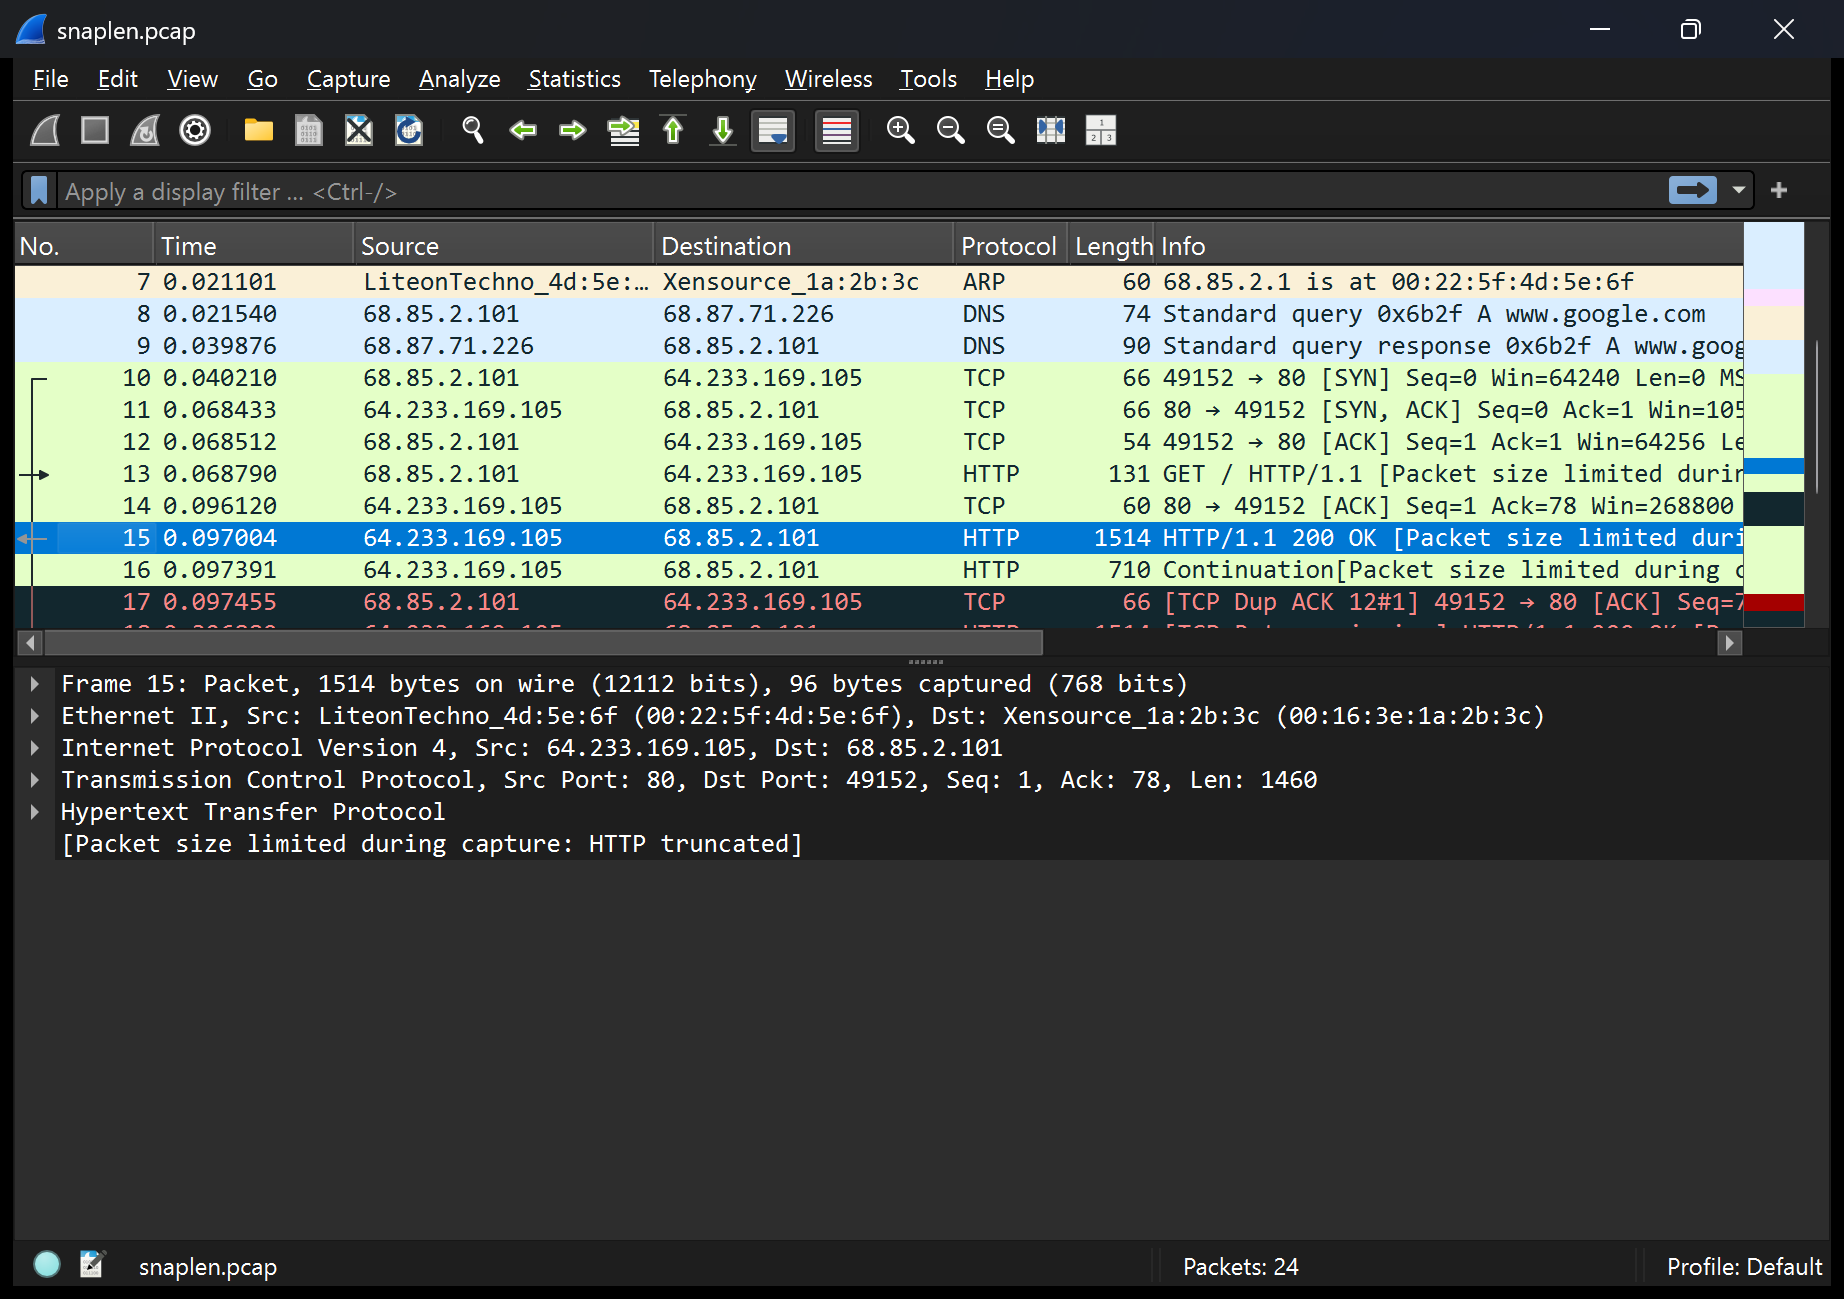 snaplen.pcap
File Edit View Go Capture Analyze Statistics Telephony Wireless Tools Help
Apply a display filter ... <Ctrl-/>
No. Time Source Destination Protocol Length Info
7 0.021101 LiteonTechno_4d:5e:… Xensource_1a:2b:3c ARP 60 68.85.2.1 is at 00:22:5f:4d:5e:6f
8 0.021540 68.85.2.101 68.87.71.226 DNS 74 Standard query 0x6b2f A www.google.com
9 0.039876 68.87.71.226 68.85.2.101 DNS 90 Standard query response 0x6b2f A www.goog
10 0.040210 68.85.2.101 64.233.169.105 TCP 66 49152 → 80 [SYN] Seq=0 Win=64240 Len=0 MS
11 0.068433 64.233.169.105 68.85.2.101 TCP 66 80 → 49152 [SYN, ACK] Seq=0 Ack=1 Win=105
12 0.068512 68.85.2.101 64.233.169.105 TCP 54 49152 → 80 [ACK] Seq=1 Ack=1 Win=64256 Le
13 0.068790 68.85.2.101 64.233.169.105 HTTP 131 GET / HTTP/1.1 [Packet size limited durin
14 0.096120 64.233.169.105 68.85.2.101 TCP 60 80 → 49152 [ACK] Seq=1 Ack=78 Win=268800
15 0.097004 64.233.169.105 68.85.2.101 HTTP 1514 HTTP/1.1 200 OK [Packet size limited duri
16 0.097391 64.233.169.105 68.85.2.101 HTTP 710 Continuation[Packet size limited during c
17 0.097455 68.85.2.101 64.233.169.105 TCP 66 [TCP Dup ACK 12#1] 49152 → 80 [ACK] Seq=7
Frame 15: Packet, 1514 bytes on wire (12112 bits), 96 bytes captured (768 bits)
Ethernet II, Src: LiteonTechno_4d:5e:6f (00:22:5f:4d:5e:6f), Dst: Xensource_1a:2b:3c (00:16:3e:1a:2b:3c)
Internet Protocol Version 4, Src: 64.233.169.105, Dst: 68.85.2.101
Transmission Control Protocol, Src Port: 80, Dst Port: 49152, Seq: 1, Ack: 78, Len: 1460
Hypertext Transfer Protocol
[Packet size limited during capture: HTTP truncated]
snaplen.pcap Packets: 24 Profile: Default